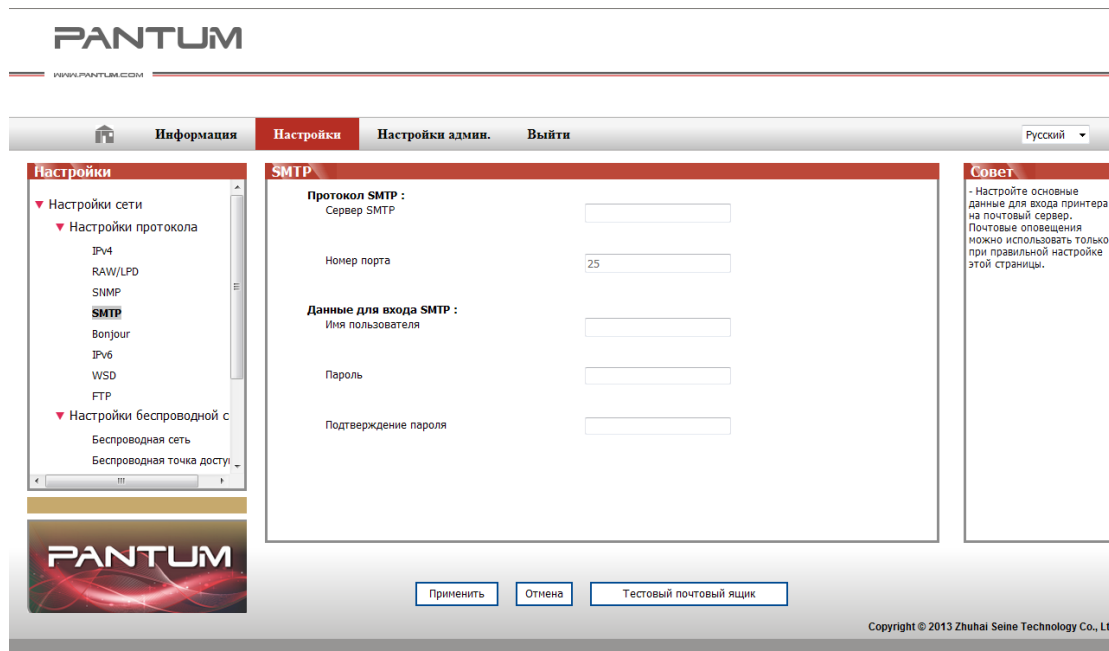 PANTUM
WWW.PANTUM.COM
Информация
Настройки
Настройки админ.
Выйти
Русский
Настройки
Настройки сети
Настройки протокола
IPv4
RAW/LPD
SNMP
SMTP
Bonjour
IPv6
WSD
FTP
Настройки беспроводной с
Беспроводная сеть
Беспроводная точка досту
PANTUM
SMTP
Протокол SMTP :
Сервер SMTP
Номер порта
25
Данные для входа SMTP :
Имя пользователя
Пароль
Подтверждение пароля
Совет
- Настройте основные
данные для входа принтера
на почтовый сервер.
Почтовые оповещения
можно использовать только
при правильной настройке
этой страницы.
Применить
Отмена
Тестовый почтовый ящик
Copyright © 2013 Zhuhai Seine Technology Co., Lt